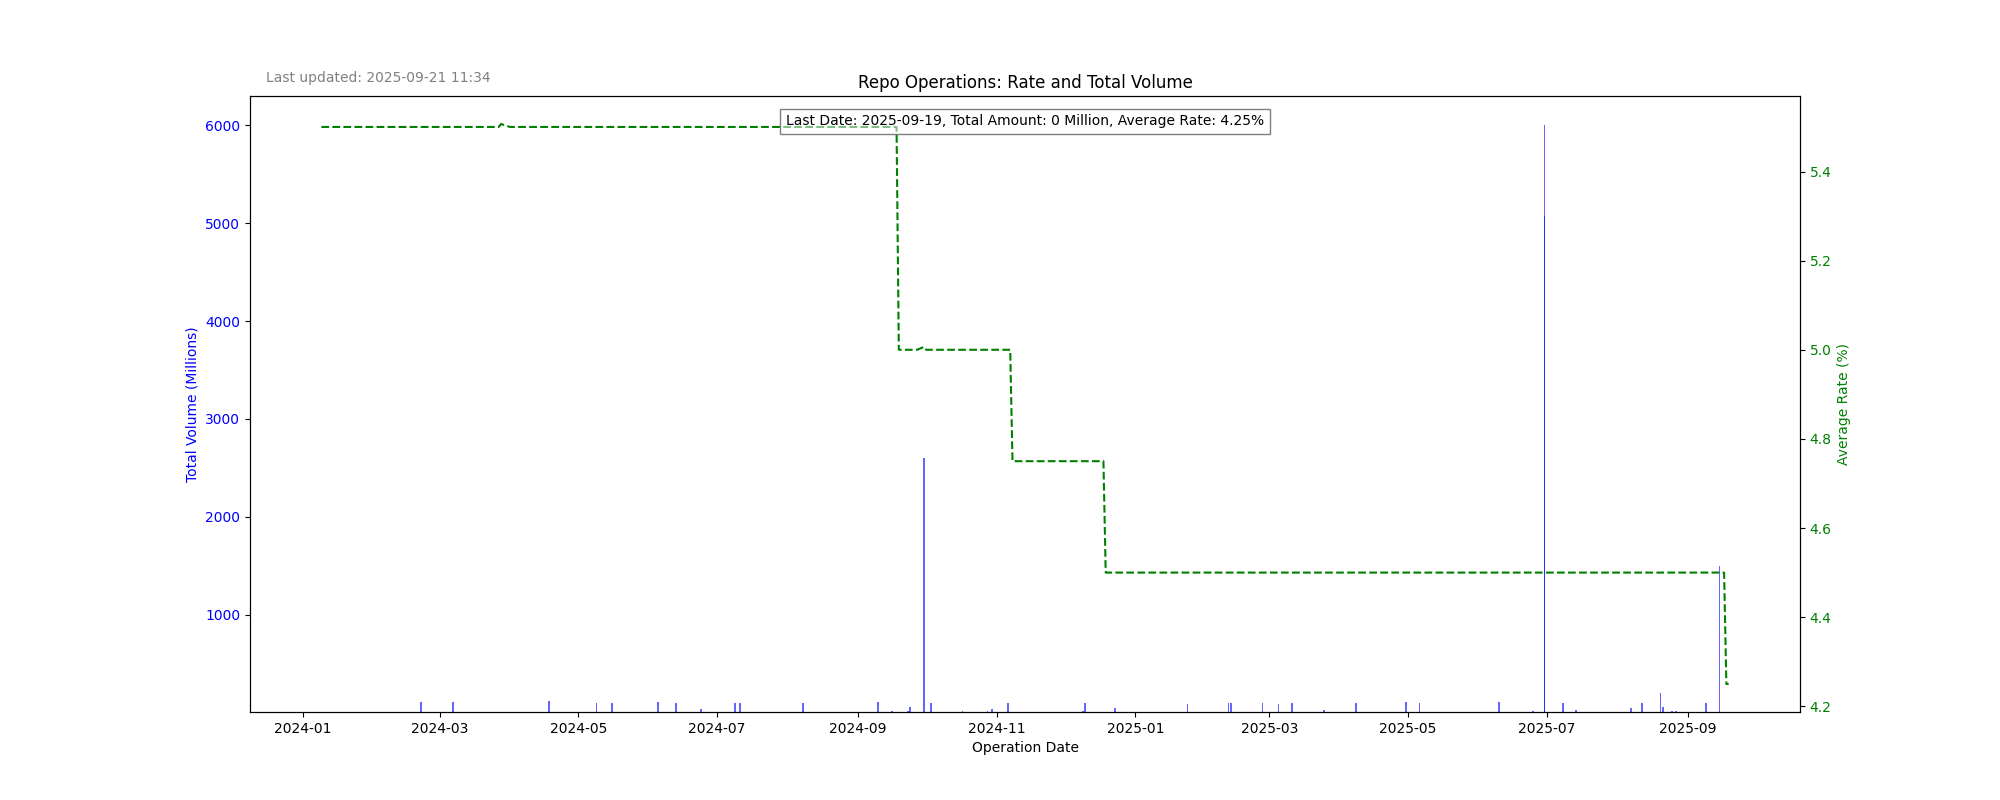 Last updated: 2025-09-21 11:34
Repo Operations: Rate and Total Volume
Last Date: 2025-09-19, Total Amount: 0 Million, Average Rate: 4.25%
6000
5000
4000
3000
2000
1000
Total Volume (Millions)
5.4
5.2
5.0
4.8
4.6
4.4
4.2
Average Rate (%)
2024-01 2024-03 2024-05 2024-07 2024-09 2024-11 2025-01 2025-03 2025-05 2025-07 2025-09
Operation Date